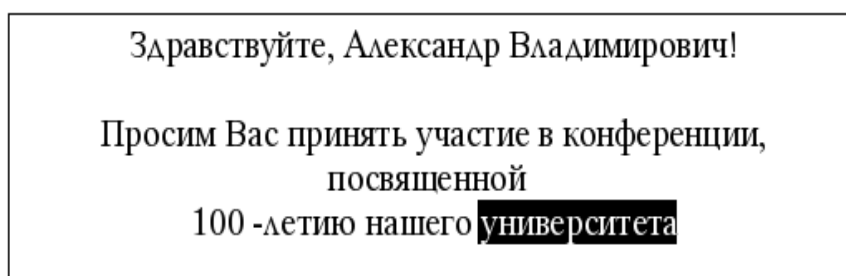 Здравствуйте, Александр Владимирович!
Просим Вас принять участие в конференции,
посвященной
100 -летию нашего университета